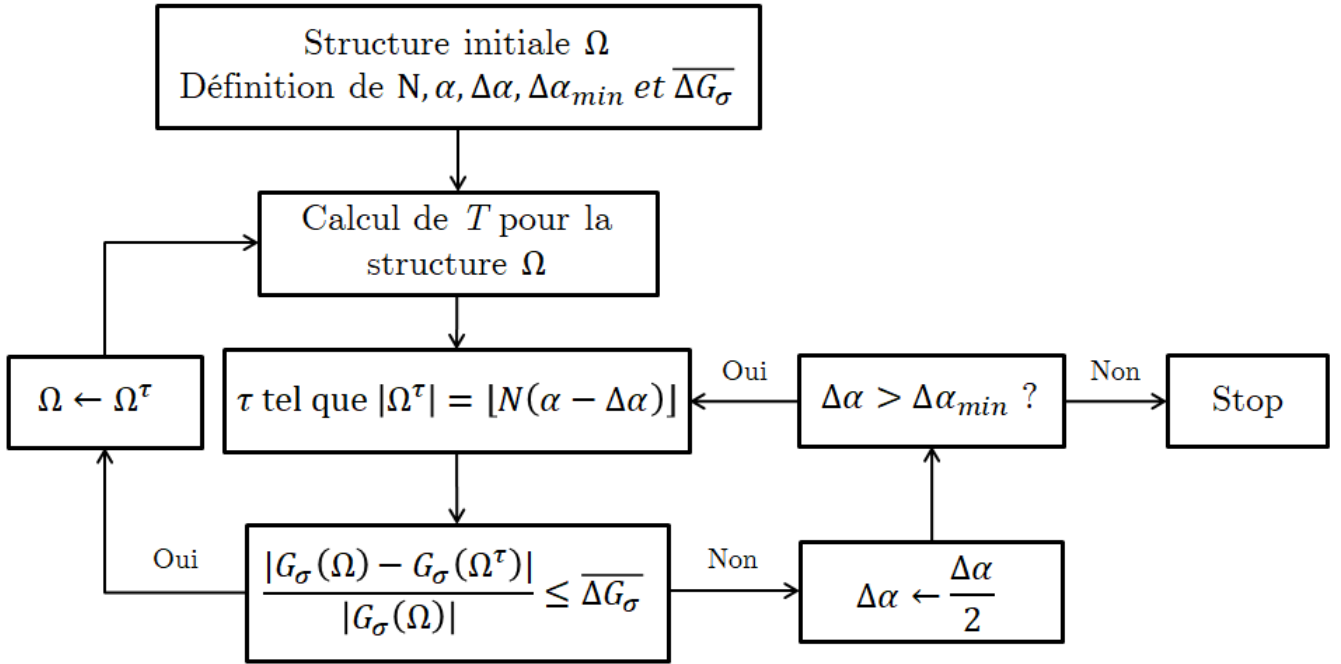 Structure initiale Ω
Définition de N, α, Δα, Δα_min et \overline{ΔG_σ}
Calcul de T pour la
structure Ω
Ω ← Ω^τ
τ tel que |Ω^τ| = ⌊N(α − Δα)⌋
Oui
Δα > Δα_min ?
Non
Stop
Oui
|G_σ(Ω) − G_σ(Ω^τ)|
|G_σ(Ω)|
≤ \overline{ΔG_σ}
Non
Δα ← Δα/2